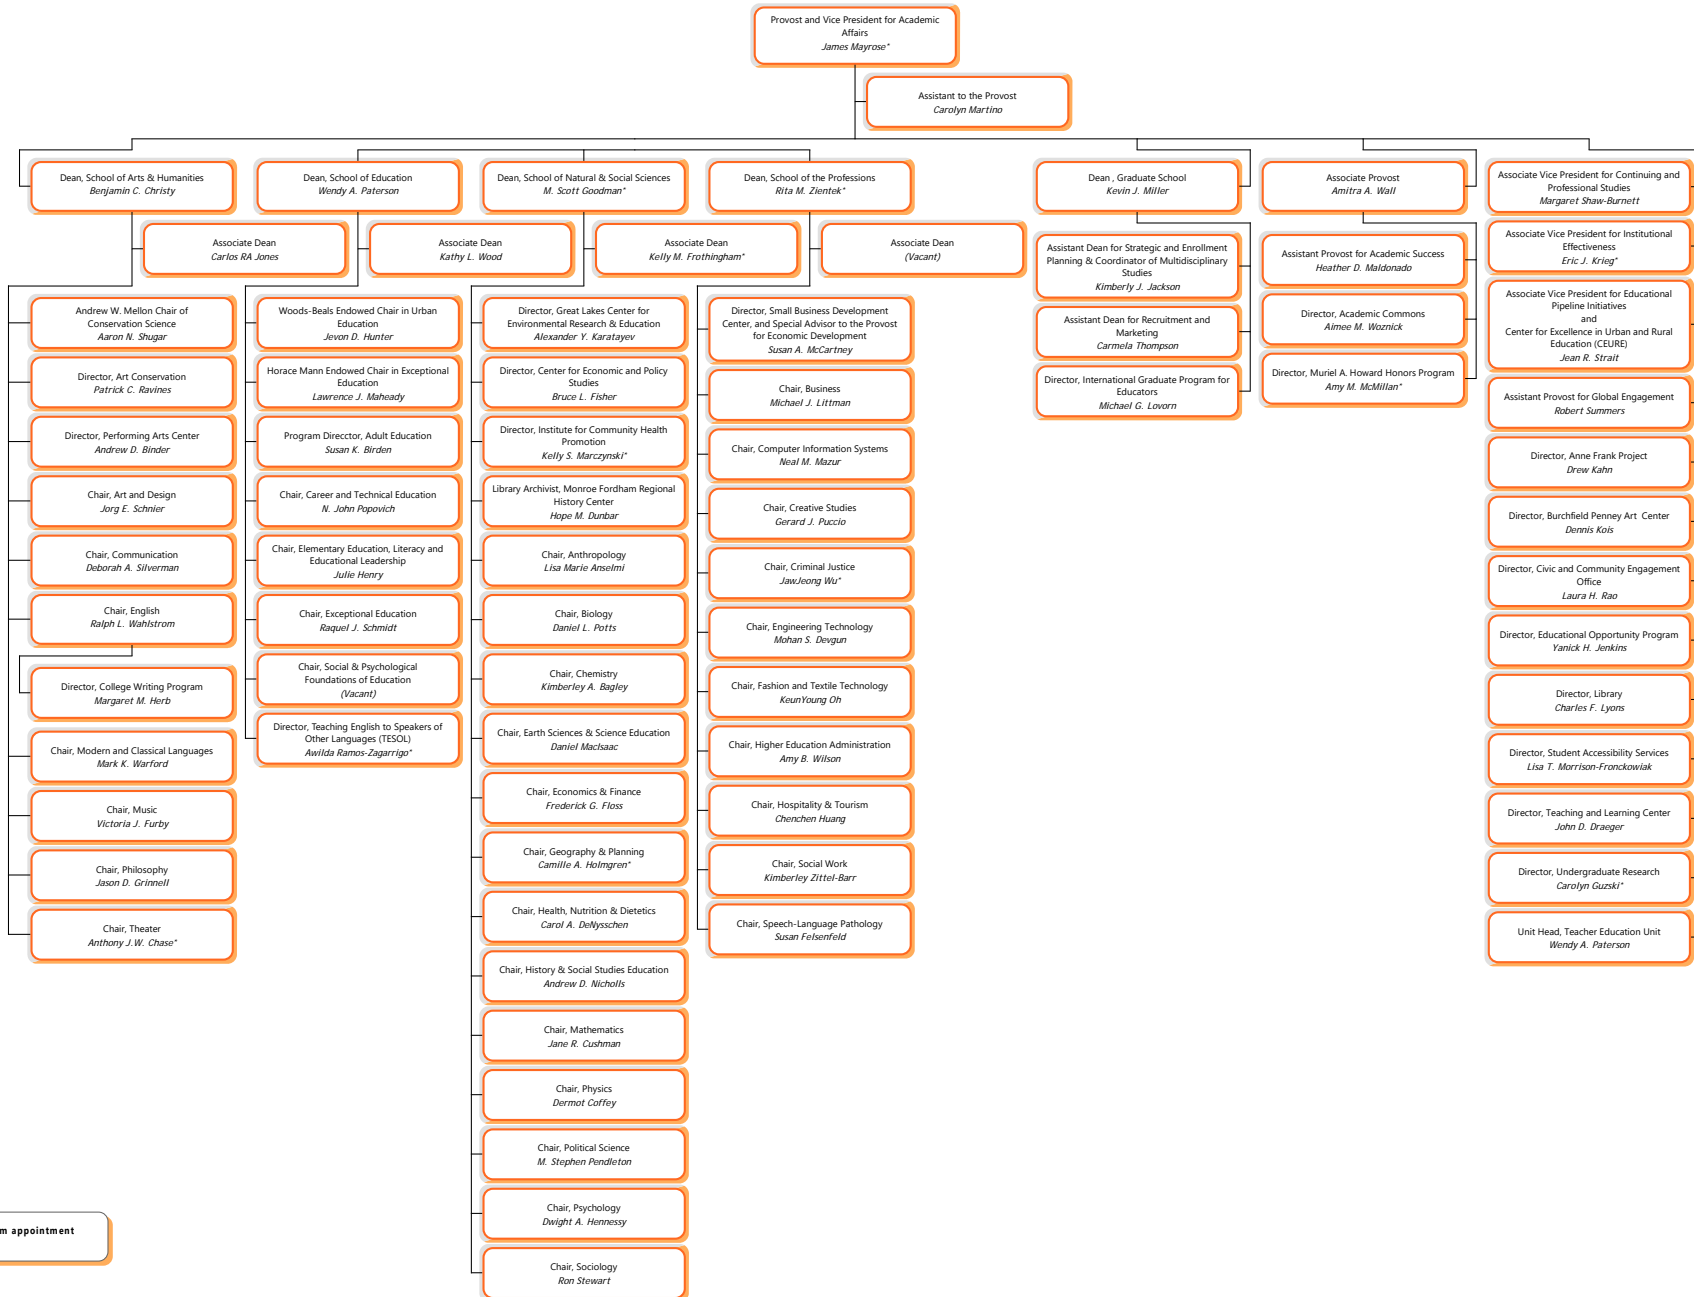 Provost and Vice President for Academic
Affairs
James Mayrose*
Assistant to the Provost
Carolyn Martino
Dean, School of Arts & Humanities
Benjamin C. Christy
Associate Dean
Carlos RA Jones
Andrew W. Mellon Chair of
Conservation Science
Aaron N. Shugar
Director, Art Conservation
Patrick C. Ravines
Director, Performing Arts Center
Andrew D. Binder
Chair, Art and Design
Jorg E. Schnier
Chair, Communication
Deborah A. Silverman
Chair, English
Ralph L. Wahlstrom
Director, College Writing Program
Margaret M. Herb
Chair, Modern and Classical Languages
Mark K. Warford
Chair, Music
Victoria J. Furby
Chair, Philosophy
Jason D. Grinnell
Chair, Theater
Anthony J.W. Chase*
Dean, School of Education
Wendy A. Paterson
Associate Dean
Kathy L. Wood
Woods-Beals Endowed Chair in Urban
Education
Jevon D. Hunter
Horace Mann Endowed Chair in Exceptional
Education
Lawrence J. Maheady
Program Direcctor, Adult Education
Susan K. Birden
Chair, Career and Technical Education
N. John Popovich
Chair, Elementary Education, Literacy and
Educational Leadership
Julie Henry
Chair, Exceptional Education
Raquel J. Schmidt
Chair, Social & Psychological
Foundations of Education
(Vacant)
Director, Teaching English to Speakers of
Other Languages (TESOL)
Awilda Ramos-Zagarrigo*
Dean, School of Natural & Social Sciences
M. Scott Goodman*
Associate Dean
Kelly M. Frothingham*
Director, Great Lakes Center for
Environmental Research & Education
Alexander Y. Karatayev
Director, Center for Economic and Policy
Studies
Bruce L. Fisher
Director, Institute for Community Health
Promotion
Kelly S. Marczynski*
Library Archivist, Monroe Fordham Regional
History Center
Hope M. Dunbar
Chair, Anthropology
Lisa Marie Anselmi
Chair, Biology
Daniel L. Potts
Chair, Chemistry
Kimberley A. Bagley
Chair, Earth Sciences & Science Education
Daniel MacIsaac
Chair, Economics & Finance
Frederick G. Floss
Chair, Geography & Planning
Camille A. Holmgren*
Chair, Health, Nutrition & Dietetics
Carol A. DeNysschen
Chair, History & Social Studies Education
Andrew D. Nicholls
Chair, Mathematics
Jane R. Cushman
Chair, Physics
Dermot Coffey
Chair, Political Science
M. Stephen Pendleton
Chair, Psychology
Dwight A. Hennessy
Chair, Sociology
Ron Stewart
Dean, School of the Professions
Rita M. Zientek*
Associate Dean
(Vacant)
Director, Small Business Development
Center, and Special Advisor to the Provost
for Economic Development
Susan A. McCartney
Chair, Business
Michael J. Littman
Chair, Computer Information Systems
Neal M. Mazur
Chair, Creative Studies
Gerard J. Puccio
Chair, Criminal Justice
JawJeong Wu*
Chair, Engineering Technology
Mohan S. Devgun
Chair, Fashion and Textile Technology
KeunYoung Oh
Chair, Higher Education Administration
Amy B. Wilson
Chair, Hospitality & Tourism
Chenchen Huang
Chair, Social Work
Kimberley Zittel-Barr
Chair, Speech-Language Pathology
Susan Felsenfeld
Dean , Graduate School
Kevin J. Miller
Assistant Dean for Strategic and Enrollment
Planning & Coordinator of Multidisciplinary
Studies
Kimberly J. Jackson
Assistant Dean for Recruitment and
Marketing
Carmela Thompson
Director, International Graduate Program for
Educators
Michael G. Lovorn
Associate Provost
Amitra A. Wall
Assistant Provost for Academic Success
Heather D. Maldonado
Director, Academic Commons
Aimee M. Woznick
Director, Muriel A. Howard Honors Program
Amy M. McMillan*
Associate Vice President for Continuing and
Professional Studies
Margaret Shaw-Burnett
Associate Vice President for Institutional
Effectiveness
Eric J. Krieg*
Associate Vice President for Educational
Pipeline Initiatives
and
Center for Excellence in Urban and Rural
Education (CEURE)
Jean R. Strait
Assistant Provost for Global Engagement
Robert Summers
Director, Anne Frank Project
Drew Kahn
Director, Burchfield Penney Art Center
Dennis Kois
Director, Civic and Community Engagement
Office
Laura H. Rao
Director, Educational Opportunity Program
Yanick H. Jenkins
Director, Library
Charles F. Lyons
Director, Student Accessibility Services
Lisa T. Morrison-Fronckowiak
Director, Teaching and Learning Center
John D. Draeger
Director, Undergraduate Research
Carolyn Guzski*
Unit Head, Teacher Education Unit
Wendy A. Paterson
m appointment